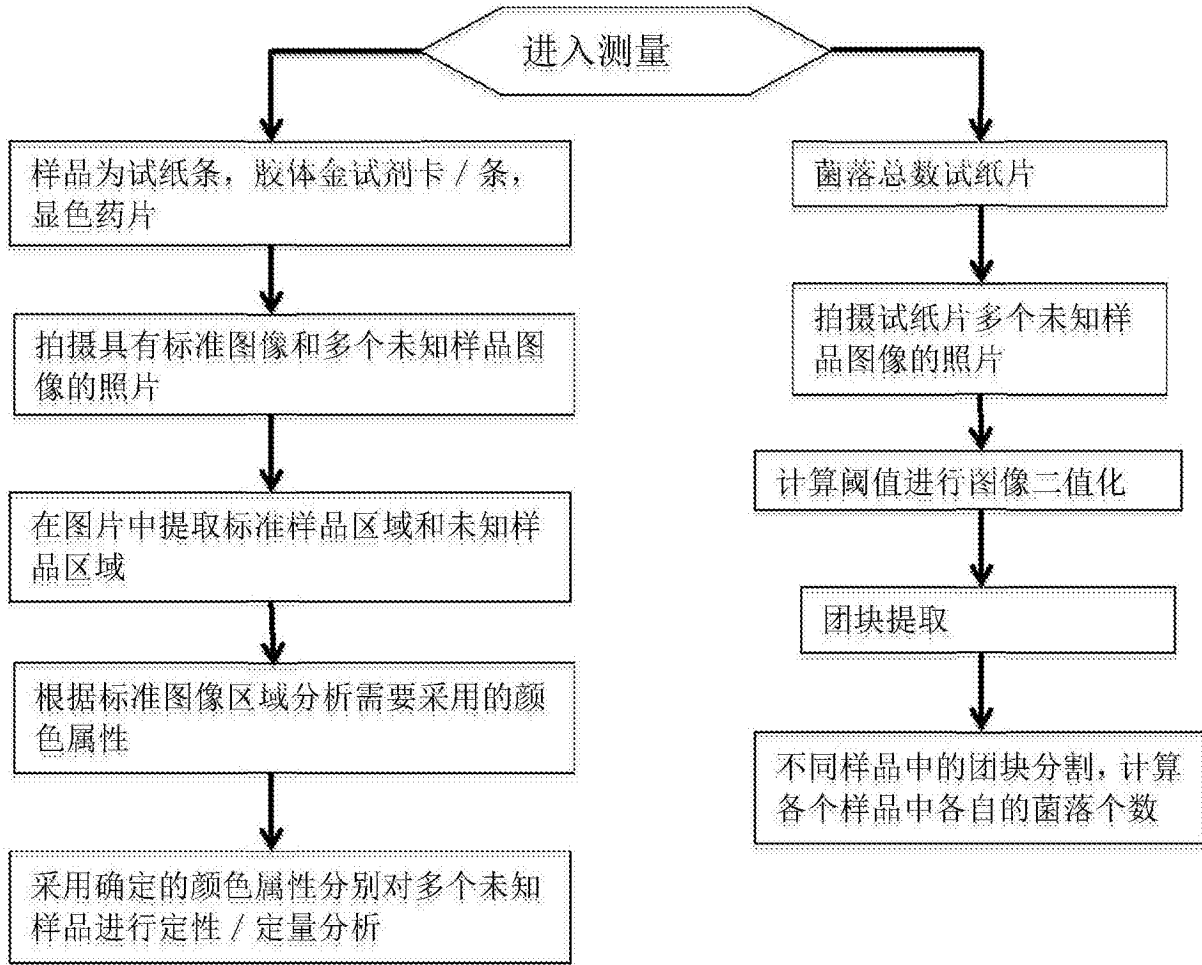 进入测量
样品为试纸条，胶体金试剂卡／条，
显色药片
拍摄具有标准图像和多个未知样品图
像的照片
在图片中提取标准样品区域和未知样
品区域
根据标准图像区域分析需要采用的颜
色属性
采用确定的颜色属性分别对多个未知
样品进行定性／定量分析
菌落总数试纸片
拍摄试纸片多个未知样
品图像的照片
计算阈值进行图像二值化
团块提取
不同样品中的团块分割，计算
各个样品中各自的菌落个数